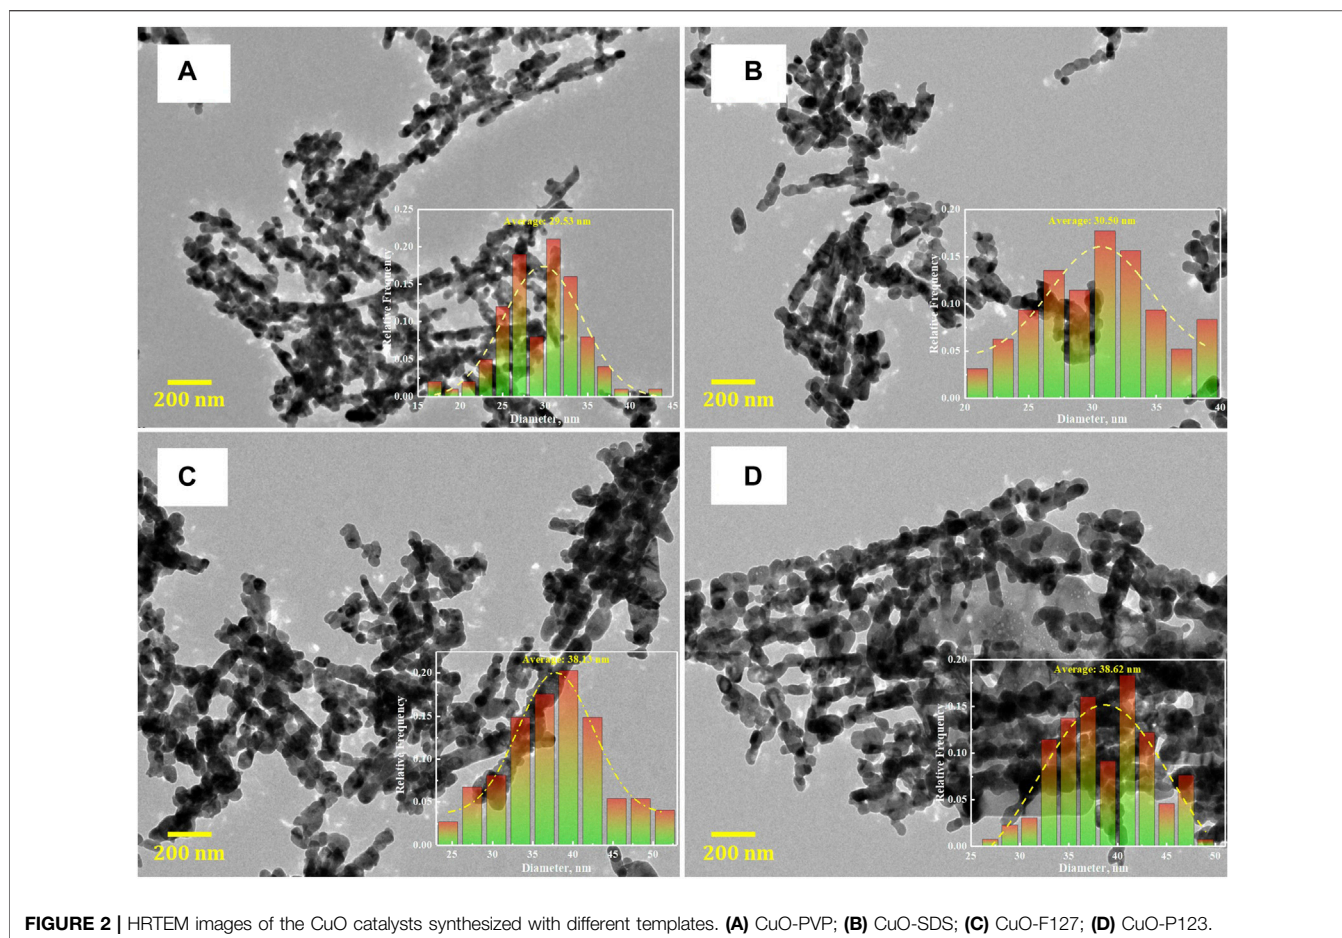 A
0.25
Average: 29.53 nm
0.20
0.15
0.10
0.05
0.00
Relative Frequency
15 20 25 30 35 40 45
Diameter, nm
200 nm
B
0.20
Average: 30.50 nm
0.15
0.10
0.05
0.00
Relative Frequency
20 25 30 35 40
Diameter, nm
200 nm
C
Average: 38.13 nm
0.20
0.15
0.10
0.05
0.00
Relative Frequency
25 30 35 40 45 50
Diameter, nm
200 nm
D
0.20
Average: 38.62 nm
0.15
0.10
0.05
0.00
Relative Frequency
25 30 35 40 45 50
Diameter, nm
200 nm
FIGURE 2 | HRTEM images of the CuO catalysts synthesized with different templates. (A) CuO-PVP; (B) CuO-SDS; (C) CuO-F127; (D) CuO-P123.